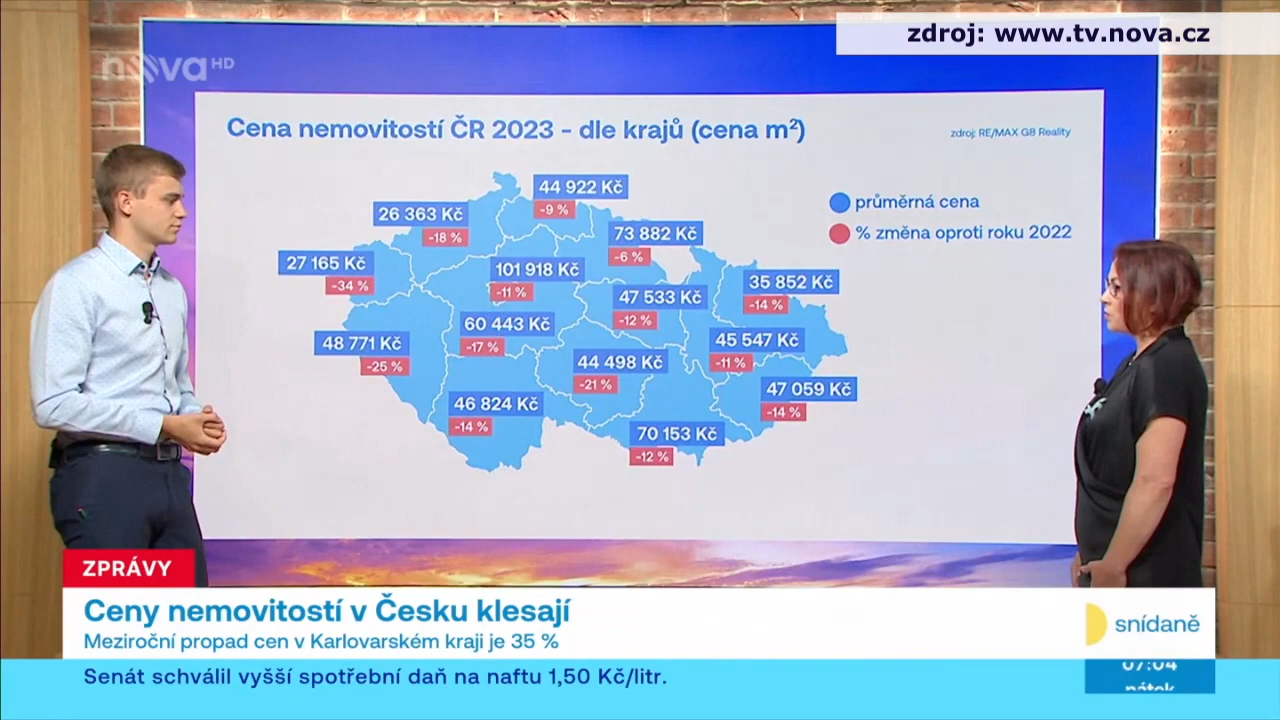 zdroj: www.tv.nova.cz
nova HD
Cena nemovitostí ČR 2023 - dle krajů (cena m²)
zdroj: RE/MAX G8 Reality
průměrná cena
% změna oproti roku 2022
44 922 Kč
-9 %
26 363 Kč
-18 %
73 882 Kč
-6 %
27 165 Kč
-34 %
101 918 Kč
-11 %
35 852 Kč
-14 %
47 533 Kč
-12 %
60 443 Kč
-17 %
48 771 Kč
-25 %
45 547 Kč
-11 %
44 498 Kč
-21 %
47 059 Kč
-14 %
46 824 Kč
-14 %
70 153 Kč
-12 %
ZPRÁVY
Ceny nemovitostí v Česku klesají
Meziroční propad cen v Karlovarském kraji je 35 %
snídaně
Senát schválil vyšší spotřební daň na naftu 1,50 Kč/litr.
07:04
pátek